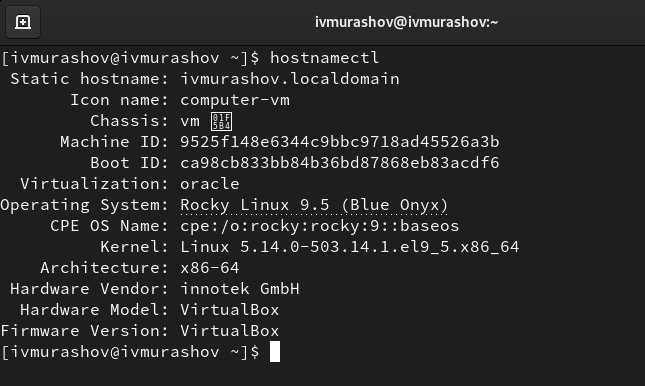 ivmurashov@ivmurashov:~
[ivmurashov@ivmurashov ~]$ hostnamectl
Static hostname: ivmurashov.localdomain
Icon name: computer-vm
Chassis: vm 🖴
Machine ID: 9525f148e6344c9bbc9718ad45526a3b
Boot ID: ca98cb833bb84b36bd87868eb83acdf6
Virtualization: oracle
Operating System: Rocky Linux 9.5 (Blue Onyx)
CPE OS Name: cpe:/o:rocky:rocky:9::baseos
Kernel: Linux 5.14.0-503.14.1.el9_5.x86_64
Architecture: x86-64
Hardware Vendor: innotek GmbH
Hardware Model: VirtualBox
Firmware Version: VirtualBox
[ivmurashov@ivmurashov ~]$